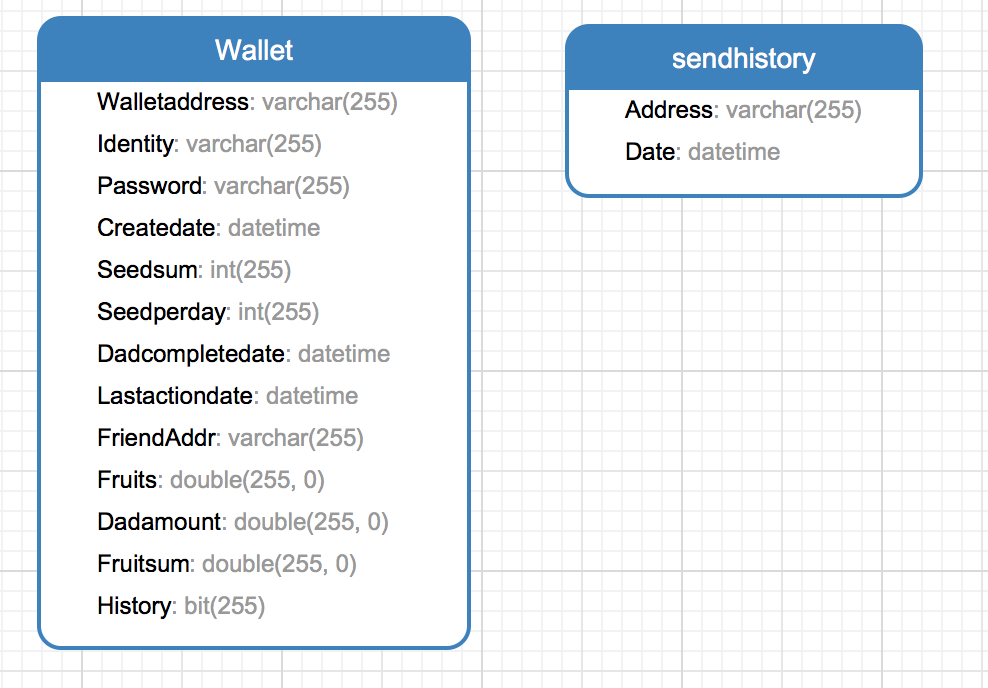 Wallet
Walletaddress: varchar(255)
Identity: varchar(255)
Password: varchar(255)
Createdate: datetime
Seedsum: int(255)
Seedperday: int(255)
Dadcompletedate: datetime
Lastactiondate: datetime
FriendAddr: varchar(255)
Fruits: double(255, 0)
Dadamount: double(255, 0)
Fruitsum: double(255, 0)
History: bit(255)
sendhistory
Address: varchar(255)
Date: datetime